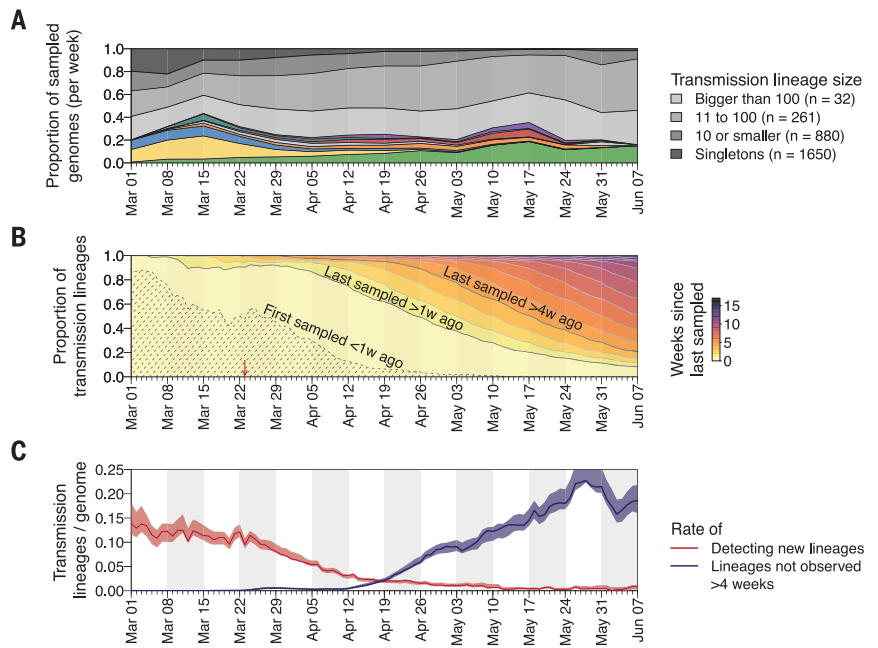 A
Proportion of sampled
genomes (per week)
1.0
0.8
0.6
0.4
0.2
0.0
Mar 01
Mar 08
Mar 15
Mar 22
Mar 29
Apr 05
Apr 12
Apr 19
Apr 26
May 03
May 10
May 17
May 24
May 31
Jun 07
Transmission lineage size
Bigger than 100 (n = 32)
11 to 100 (n = 261)
10 or smaller (n = 880)
Singletons (n = 1650)
B
Proportion of
transmission lineages
1.0
0.8
0.6
0.4
0.2
0.0
First sampled <1w ago
Last sampled >1w ago
Last sampled >4w ago
Mar 01
Mar 08
Mar 15
Mar 22
Mar 29
Apr 05
Apr 12
Apr 19
Apr 26
May 03
May 10
May 17
May 24
May 31
Jun 07
Weeks since
last sampled
15
10
5
0
C
Transmission
lineages / genome
0.25
0.20
0.15
0.10
0.05
0.00
Mar 01
Mar 08
Mar 15
Mar 22
Mar 29
Apr 05
Apr 12
Apr 19
Apr 26
May 03
May 10
May 17
May 24
May 31
Jun 07
Rate of
Detecting new lineages
Lineages not observed
>4 weeks